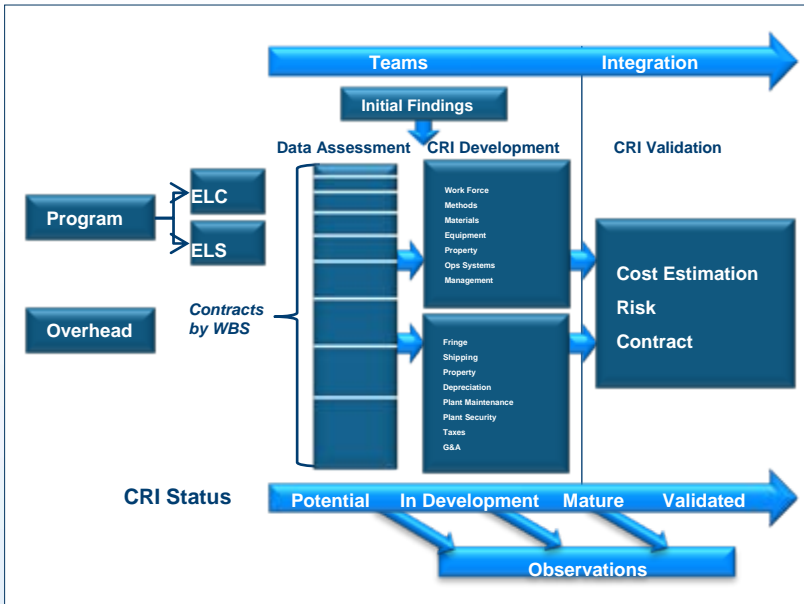 Teams Integration
Initial Findings
Data Assessment CRI Development CRI Validation
Program
ELC
ELS
Overhead
Contracts
by WBS
Work Force
Methods
Materials
Equipment
Property
Ops Systems
Management
Fringe
Shipping
Property
Depreciation
Plant Maintenance
Plant Security
Taxes
G&A
Cost Estimation
Risk
Contract
CRI Status
Potential In Development Mature Validated
Observations